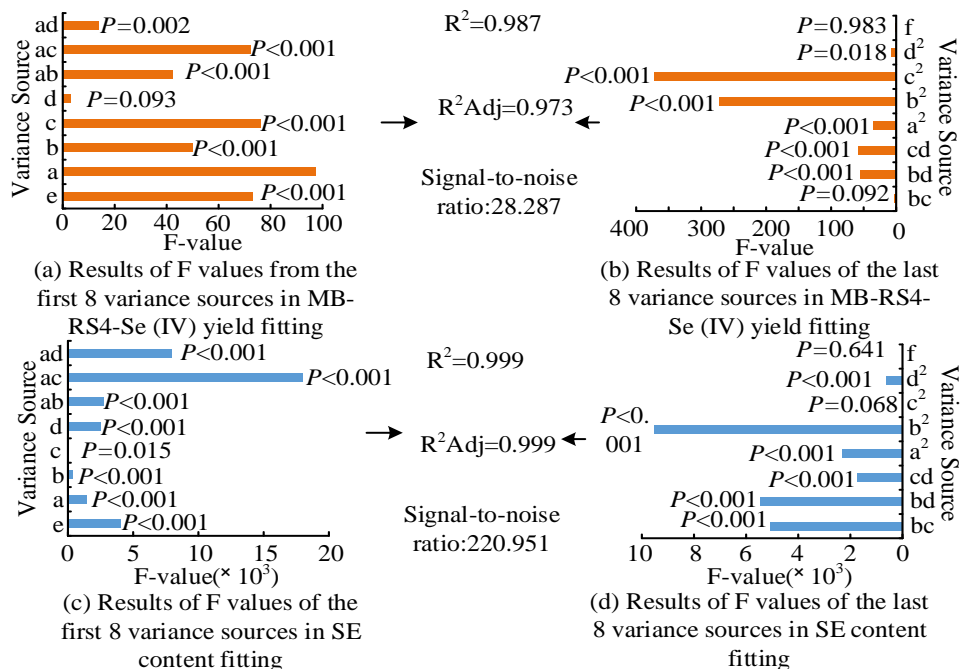 Variance Source
ad
P=0.002
ac
P<0.001
ab
P<0.001
d
P=0.093
c
P<0.001
b
P<0.001
a
e
P<0.001
0 20 40 60 80 100
F-value
(a) Results of F values from the
first 8 variance sources in MB-
RS4-Se (IV) yield fitting
R²=0.987
R²Adj=0.973
Signal-to-noise
ratio:28.287
P=0.983 f
P=0.018 d²
P<0.001 c²
P<0.001 b²
P<0.001 a²
P<0.001 cd
P<0.001 bd
P=0.092 bc
Variance Source
400 300 200 100 0
F-value
(b) Results of F values of the last
8 variance sources in MB-RS4-
Se (IV) yield fitting
Variance Source
ad
P<0.001
ac
P<0.001
ab
P<0.001
d
P<0.001
c
P=0.015
b
P<0.001
a
P<0.001
e
P<0.001
0 5 10 15 20
F-value(× 10³)
(c) Results of F values of the
first 8 variance sources in SE
content fitting
R²=0.999
R²Adj=0.999
Signal-to-noise
ratio:220.951
P=0.641 f
P<0.001 d²
P=0.068 c²
P<0.
001
b²
P<0.001 a²
P<0.001 cd
P<0.001 bd
P<0.001 bc
Variance Source
10 8 6 4 2 0
F-value(× 10³)
(d) Results of F values of the last
8 variance sources in SE content
fitting